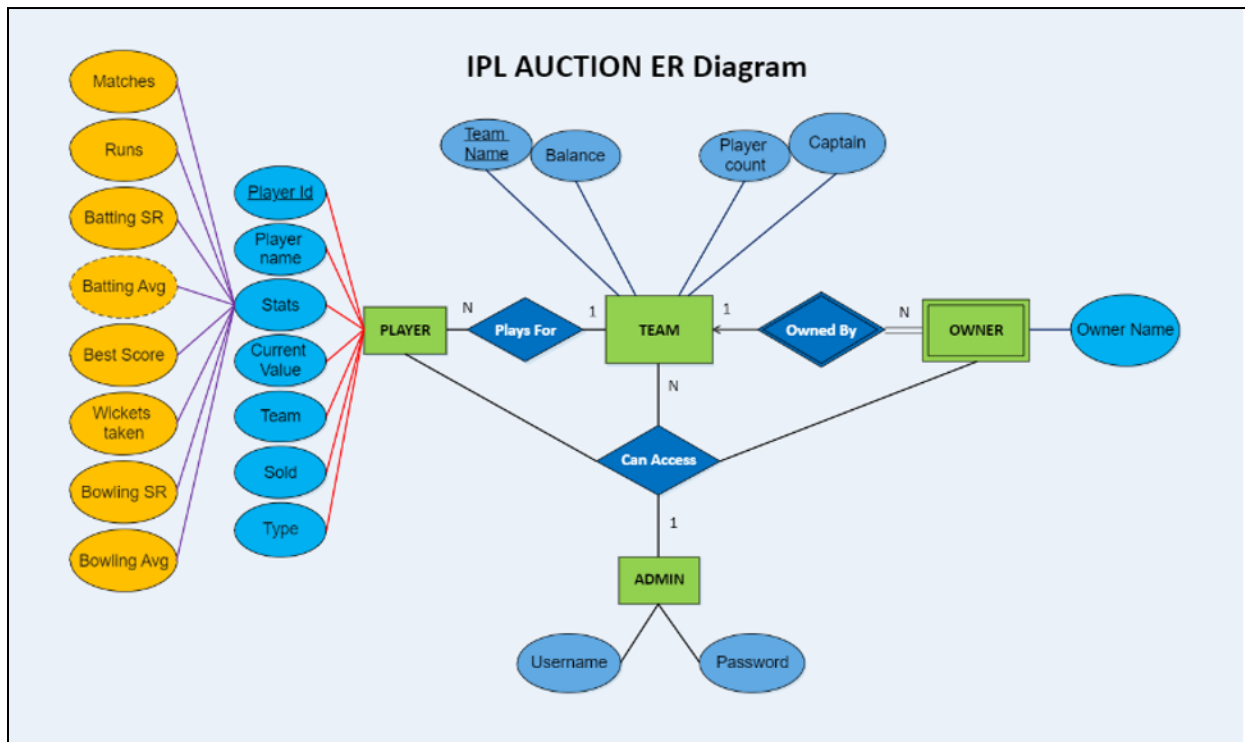 IPL AUCTION ER Diagram
Matches
Runs
Batting SR
Batting Avg
Best Score
Wickets
taken
Bowling SR
Bowling Avg
Player Id
Player
name
Stats
Current
Value
Team
Sold
Type
Team
Name
Balance
Player
count
Captain
PLAYER
N
Plays For
1
TEAM
1
Owned By
N
OWNER
Owner Name
N
Can Access
1
ADMIN
Username
Password